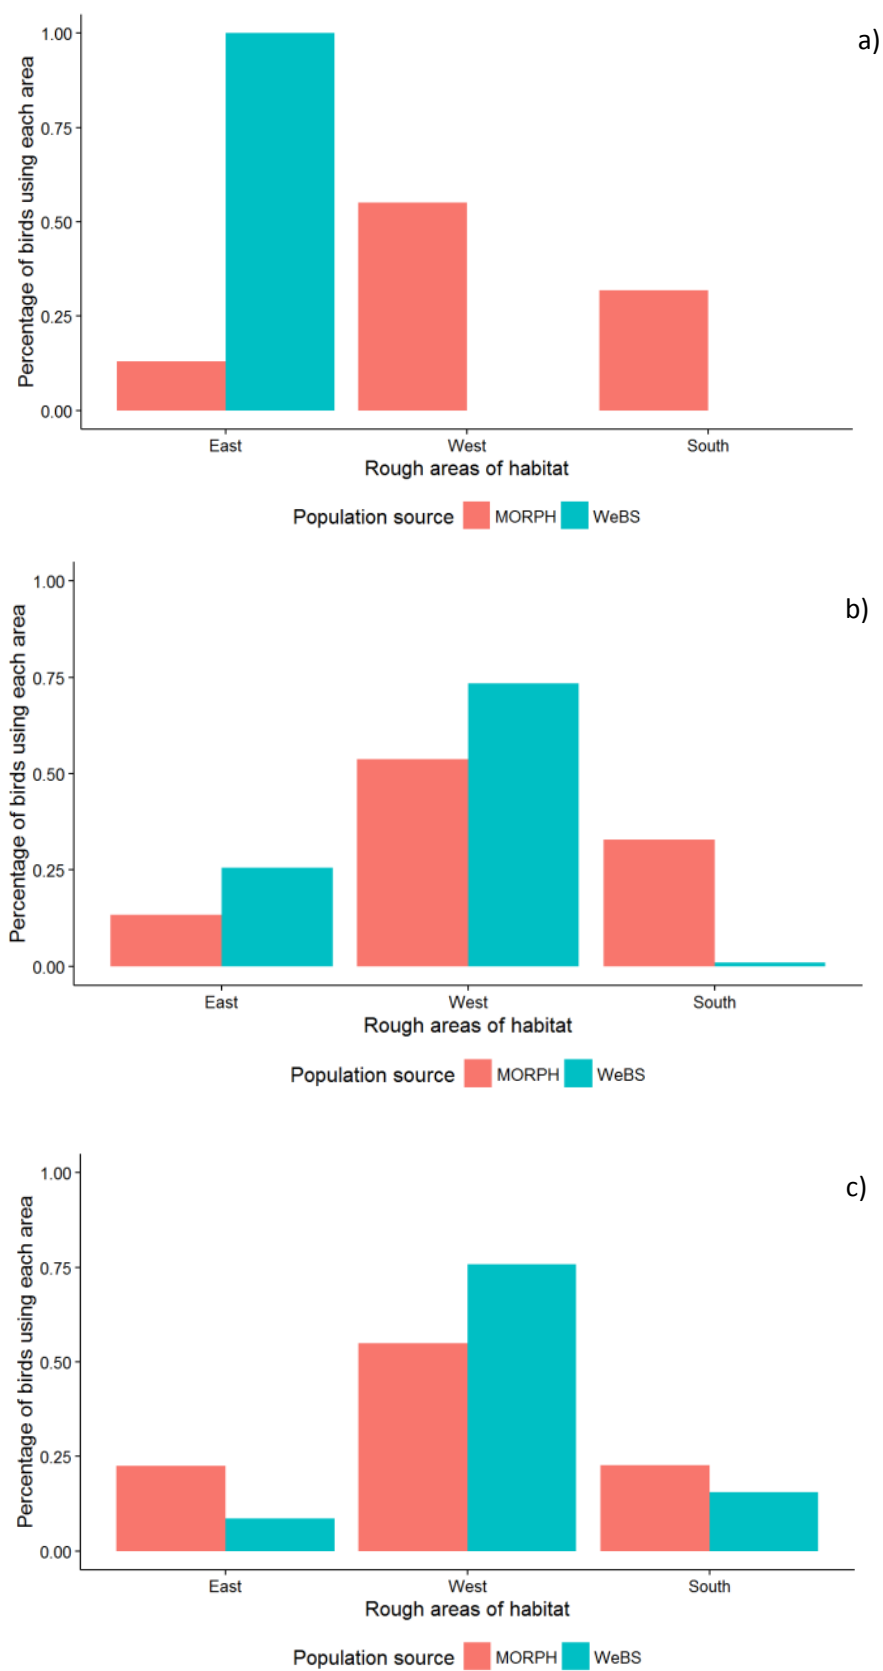 a)
Percentage of birds using each area
1.00
0.75
0.50
0.25
0.00
East West South
Rough areas of habitat
Population source MORPH WeBS
b)
Percentage of birds using each area
1.00
0.75
0.50
0.25
0.00
East West South
Rough areas of habitat
Population source MORPH WeBS
c)
Percentage of birds using each area
1.00
0.75
0.50
0.25
0.00
East West South
Rough areas of habitat
Population source MORPH WeBS